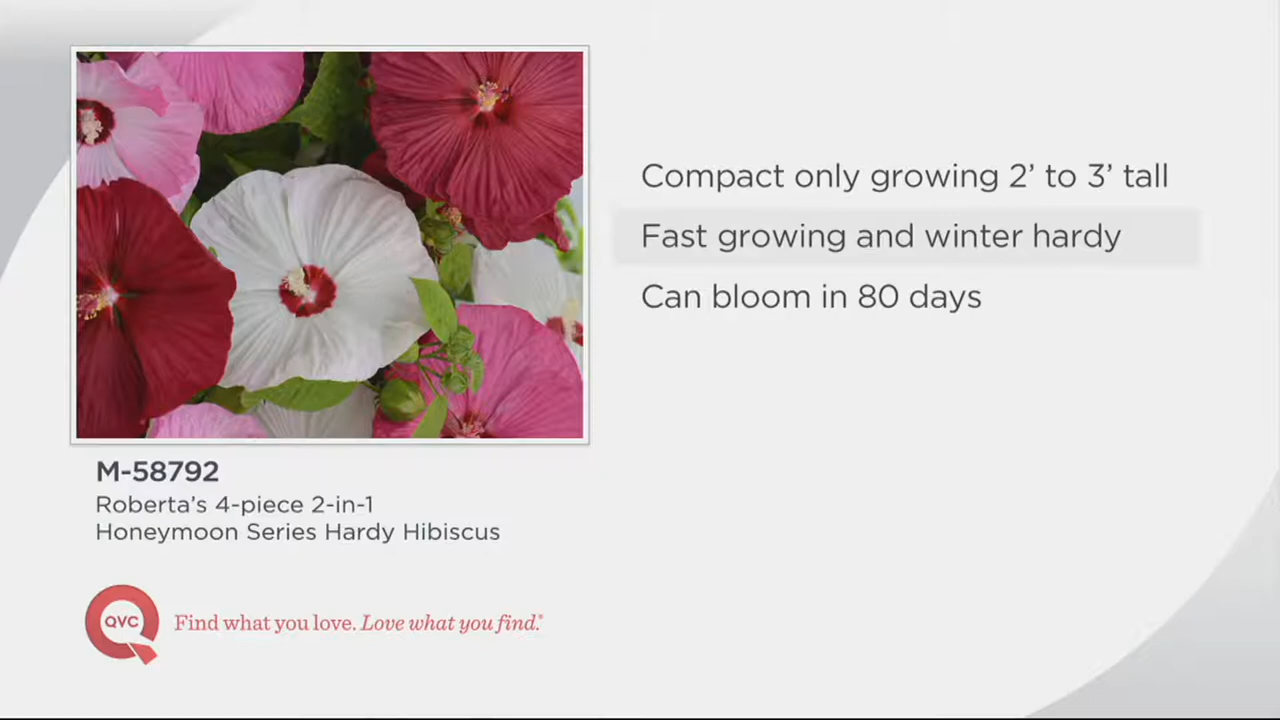 Compact only growing 2’ to 3’ tall
Fast growing and winter hardy
Can bloom in 80 days
M-58792
Roberta’s 4-piece 2-in-1
Honeymoon Series Hardy Hibiscus
QVC
Find what you love. Love what you find.®